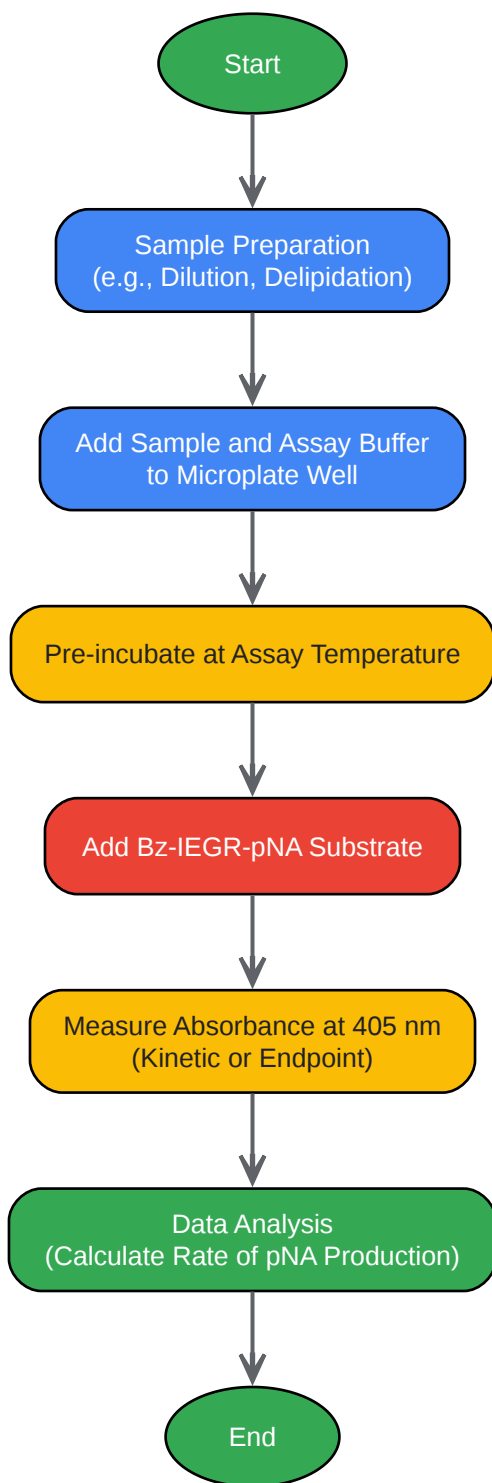 Start
Sample Preparation
(e.g., Dilution, Delipidation)
Add Sample and Assay Buffer
to Microplate Well
Pre-incubate at Assay Temperature
Add Bz-IEGR-pNA Substrate
Measure Absorbance at 405 nm
(Kinetic or Endpoint)
Data Analysis
(Calculate Rate of pNA Production)
End